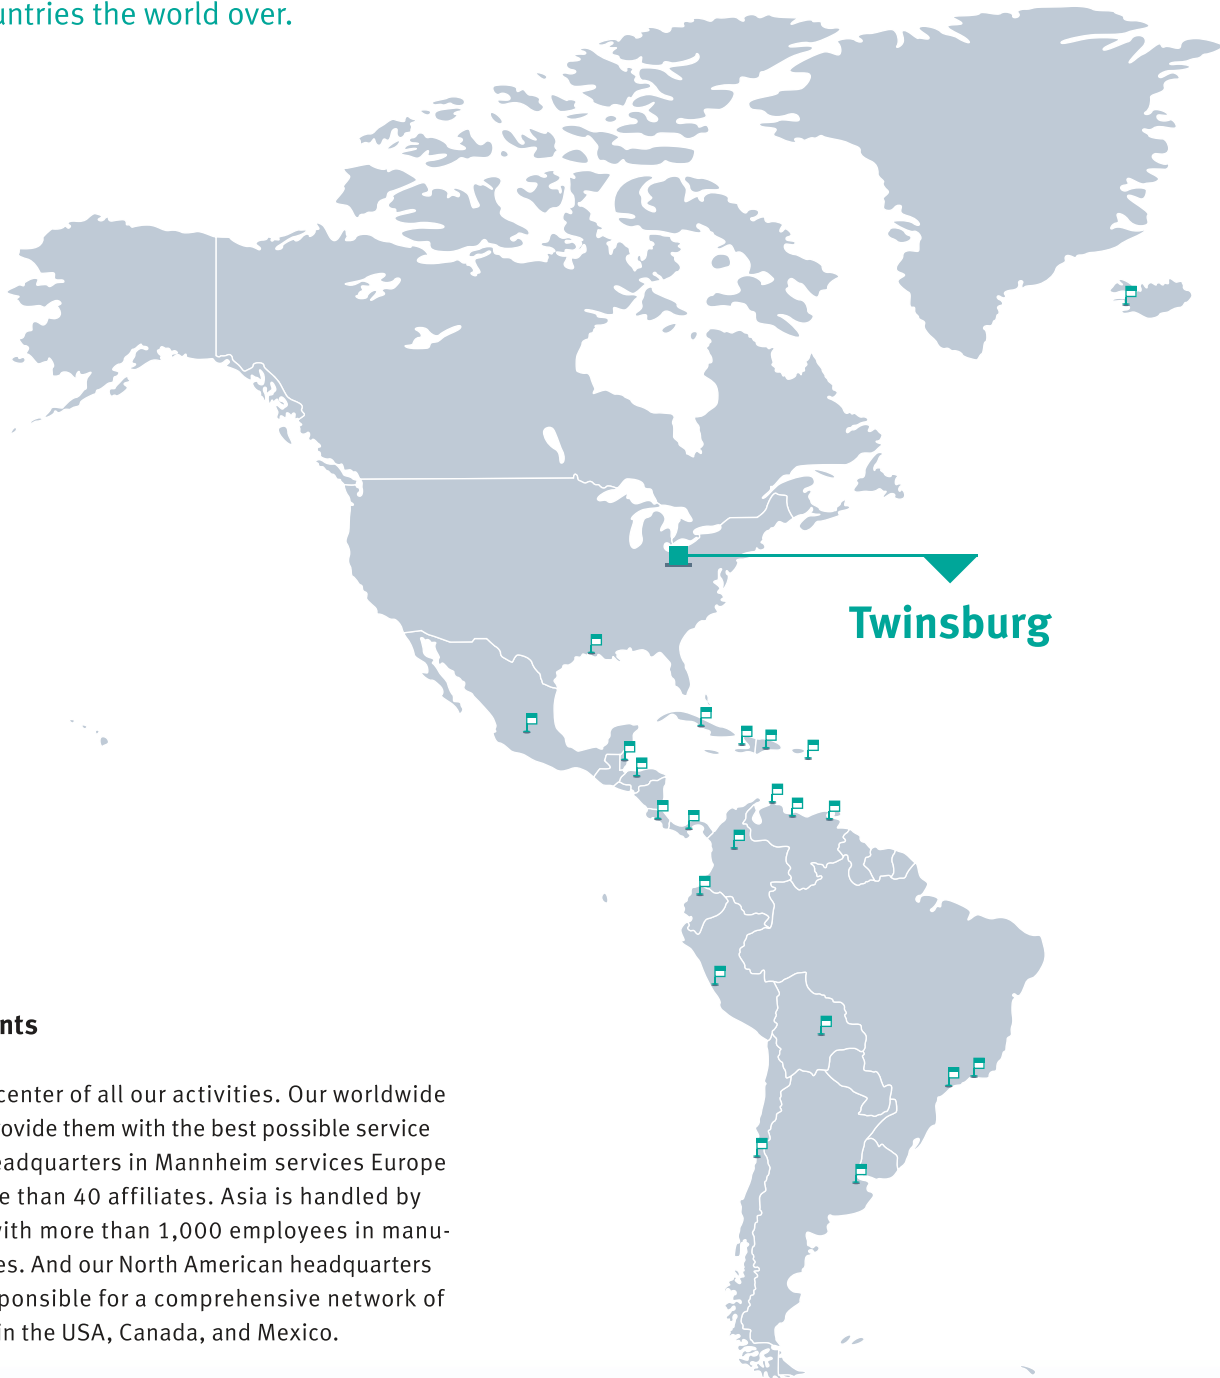 untries the world over.
Twinsburg
nts
center of all our activities. Our worldwide
rovide them with the best possible service
eadquarters in Mannheim services Europe
e than 40 affiliates. Asia is handled by
with more than 1,000 employees in manu-
es. And our North American headquarters
ponsible for a comprehensive network of
in the USA, Canada, and Mexico.